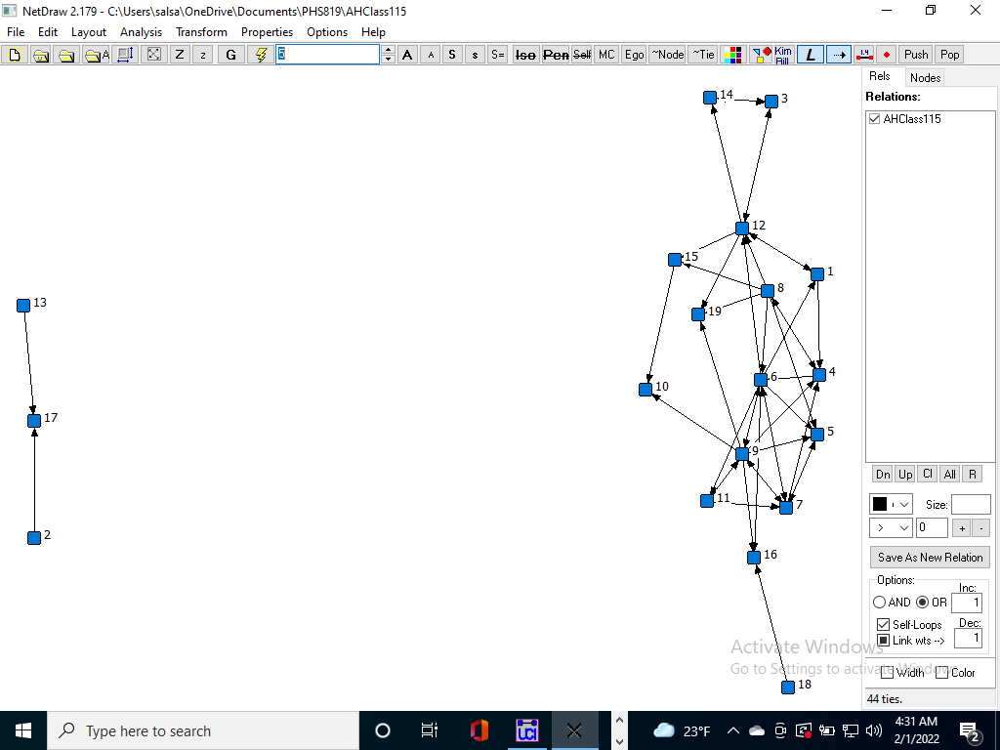 NetDraw 2.179 - C:\Users\salsa\OneDrive\Documents\PHS819\AHClass115
File Edit Layout Analysis Transform Properties Options Help
A Z z G 5 A A S s S= Iso Pen Self MC Ego ~Node ~Tie Kim Bill L Push Pop
Rels Nodes
Relations:
AHClass115
14 3
12
15 1
8
13 19
4
6
10
17 5
9
11 7
2
16
18
Dn Up Cl All R
Size:
> 0 + -
Save As New Relation
Options:
Inc:
AND OR 1
Self-Loops Dec:
Link wts --> 1
Activate Windows
Go to Settings to activate Windows.
Width Color
44 ties.
Type here to search
UCI
23°F
4:31 AM
2/1/2022
2